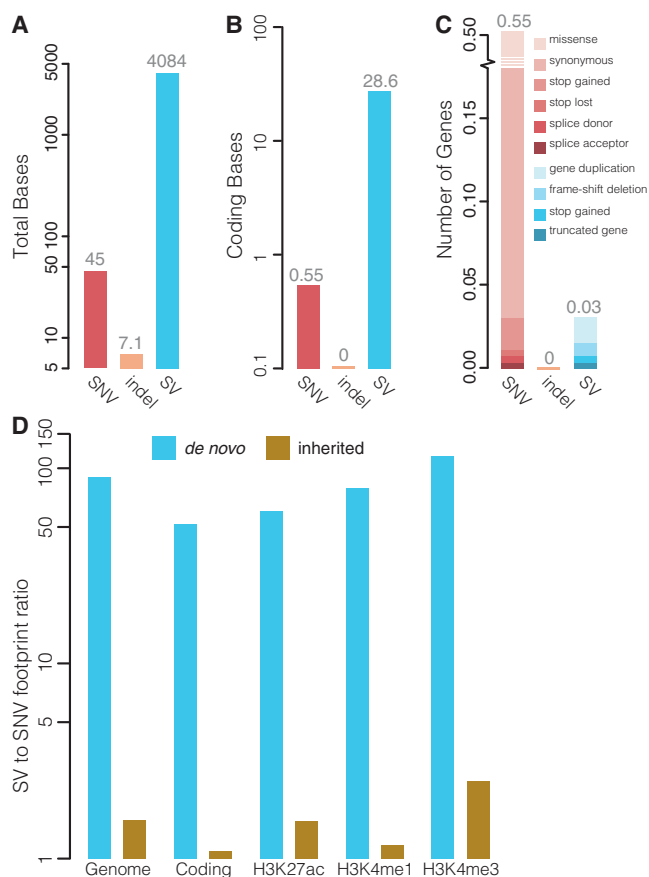 A
Total Bases
5000
1000
500
100
50
10
5
45
7.1
4084
SNV
indel
SV
B
Coding Bases
100
10
1
0.1
0.55
0
28.6
SNV
indel
SV
C
Number of Genes
0.50
0.15
0.10
0.05
0.00
0.55
0
0.03
SNV
indel
SV
missense
synonymous
stop gained
stop lost
splice donor
splice acceptor
gene duplication
frame-shift deletion
stop gained
truncated gene
D
SV to SNV footprint ratio
150
100
50
10
5
1
de novo
inherited
Genome
Coding
H3K27ac
H3K4me1
H3K4me3